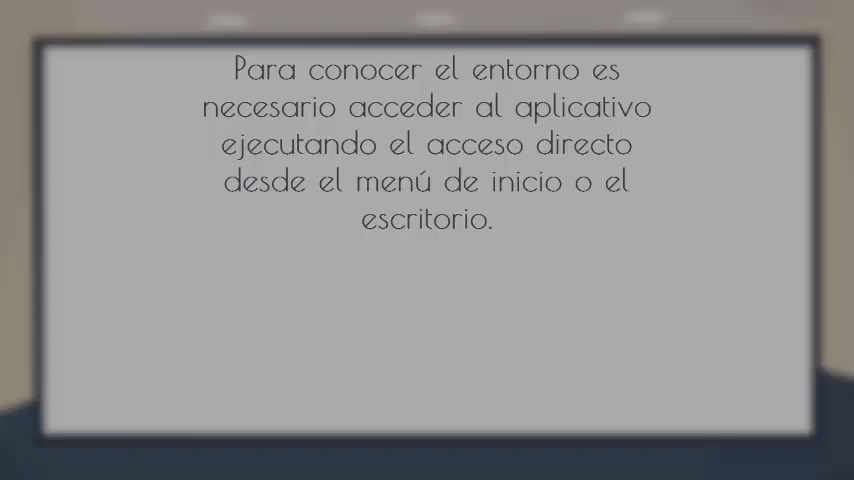 Para conocer el entorno es
necesario acceder al aplicativo
ejecutando el acceso directo
desde el menú de inicio o el
escritorio.